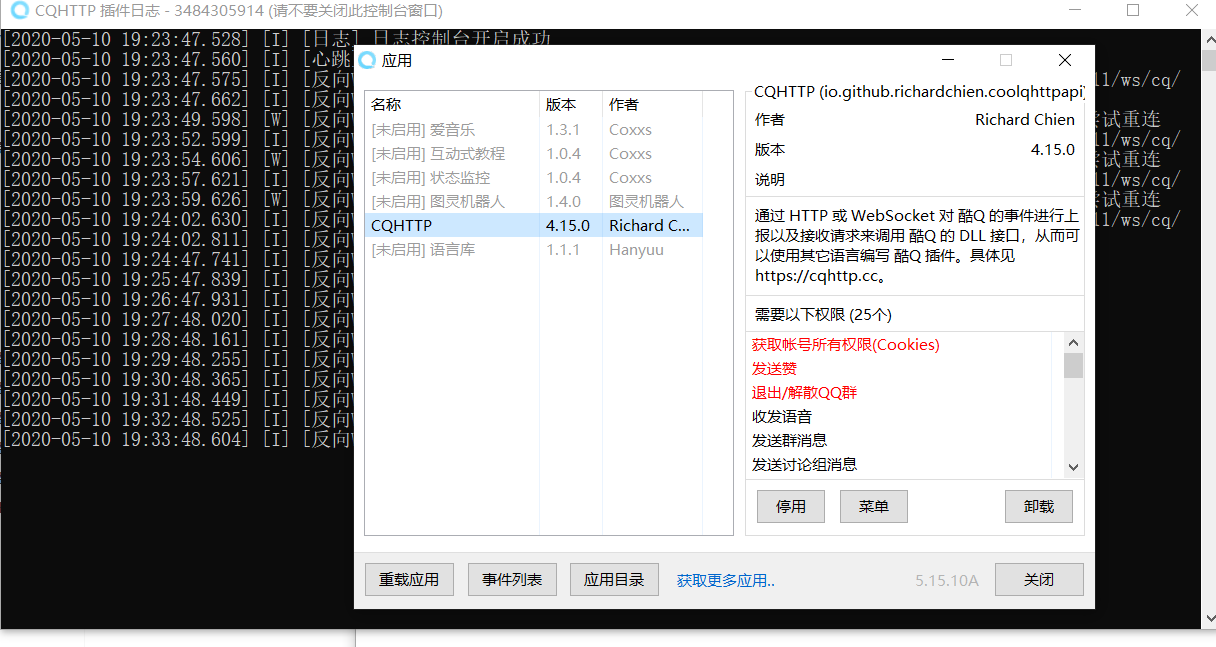 CQHTTP 插件日志 - 3484305914 (请不要关闭此控制台窗口)
[2020-05-10 19:23:47.528] [I] [日志] 日志控制台开启成功
[2020-05-10 19:23:47.560] [I] [心跳
[2020-05-10 19:23:47.575] [I] [反向 ll/ws/cq/
[2020-05-10 19:23:47.662] [I] [反向
[2020-05-10 19:23:49.598] [W] [反向 尝试重连
[2020-05-10 19:23:52.599] [I] [反向 ll/ws/cq/
[2020-05-10 19:23:54.606] [W] [反向 尝试重连
[2020-05-10 19:23:57.621] [I] [反向 ll/ws/cq/
[2020-05-10 19:23:59.626] [W] [反向 尝试重连
[2020-05-10 19:24:02.630] [I] [反向 ll/ws/cq/
[2020-05-10 19:24:02.811] [I] [反向
[2020-05-10 19:24:47.741] [I] [反向
[2020-05-10 19:25:47.839] [I] [反向
[2020-05-10 19:26:47.931] [I] [反向
[2020-05-10 19:27:48.020] [I] [反向
[2020-05-10 19:28:48.161] [I] [反向
[2020-05-10 19:29:48.255] [I] [反向
[2020-05-10 19:30:48.365] [I] [反向
[2020-05-10 19:31:48.449] [I] [反向
[2020-05-10 19:32:48.525] [I] [反向
[2020-05-10 19:33:48.604] [I] [反向
应用
名称 版本 作者
[未启用] 爱音乐 1.3.1 Coxxs
[未启用] 互动式教程 1.0.4 Coxxs
[未启用] 状态监控 1.0.4 Coxxs
[未启用] 图灵机器人 1.4.0 图灵机器人
CQHTTP 4.15.0 Richard C...
[未启用] 语言库 1.1.1 Hanyuu
CQHTTP (io.github.richardchien.coolqhttpapi)
作者 Richard Chien
版本 4.15.0
说明
通过 HTTP 或 WebSocket 对 酷Q 的事件进行上
报以及接收请求来调用 酷Q 的 DLL 接口，从而可
以使用其它语言编写 酷Q 插件。具体见
https://cqhttp.cc。
需要以下权限 (25个)
获取帐号所有权限(Cookies)
发送赞
退出/解散QQ群
收发语音
发送群消息
发送讨论组消息
停用 菜单 卸载
重载应用 事件列表 应用目录 获取更多应用.. 5.15.10A 关闭